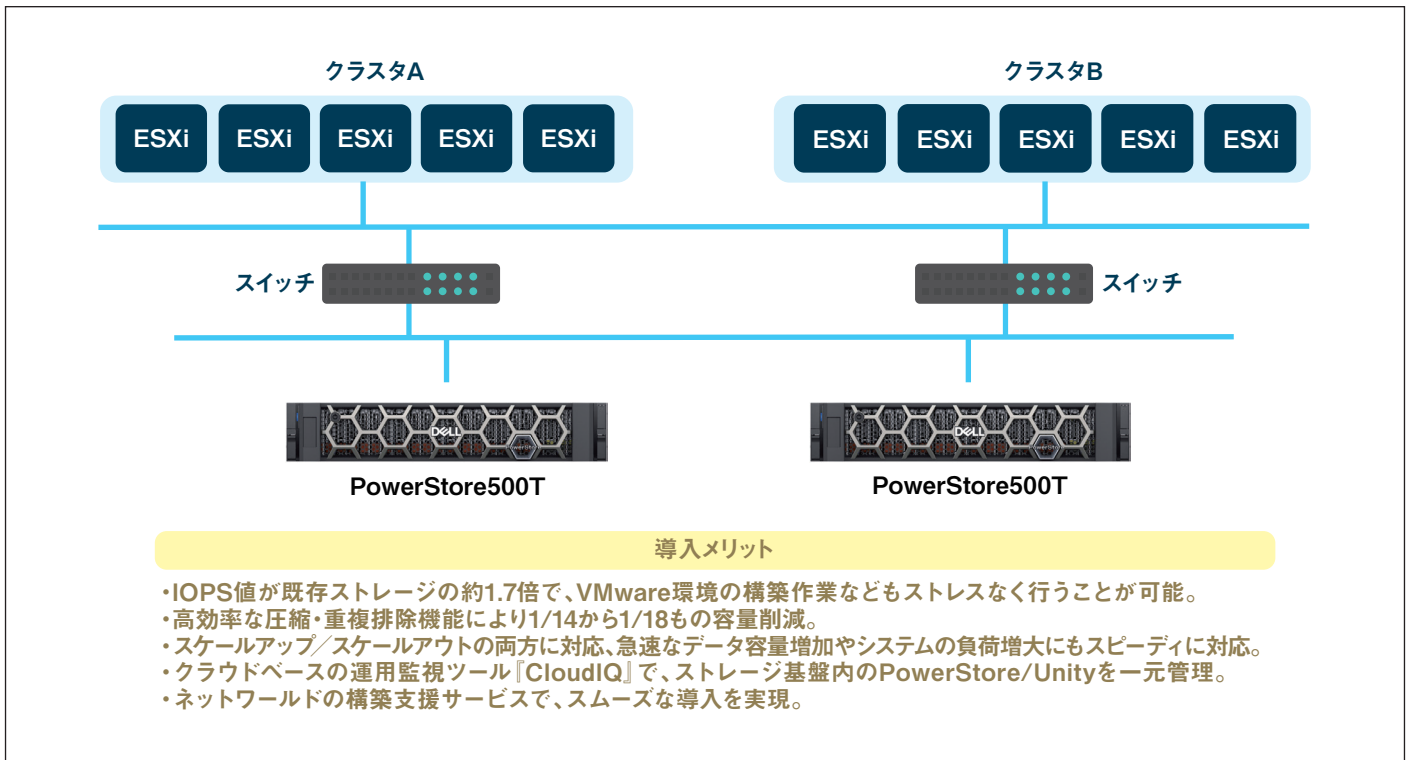 クラスタA
クラスタB
ESXi ESXi ESXi ESXi ESXi
ESXi ESXi ESXi ESXi ESXi
スイッチ
スイッチ
DELL
DELL
PowerStore500T
PowerStore500T
導入メリット
・IOPS値が既存ストレージの約1.7倍で、VMware環境の構築作業などもストレスなく行うことが可能。
・高効率な圧縮・重複排除機能により1/14から1/18もの容量削減。
・スケールアップ／スケールアウトの両方に対応、急速なデータ容量増加やシステムの負荷増大にもスピーディに対応。
・クラウドベースの運用監視ツール『CloudIQ』で、ストレージ基盤内のPowerStore/Unityを一元管理。
・ネットワールドの構築支援サービスで、スムーズな導入を実現。